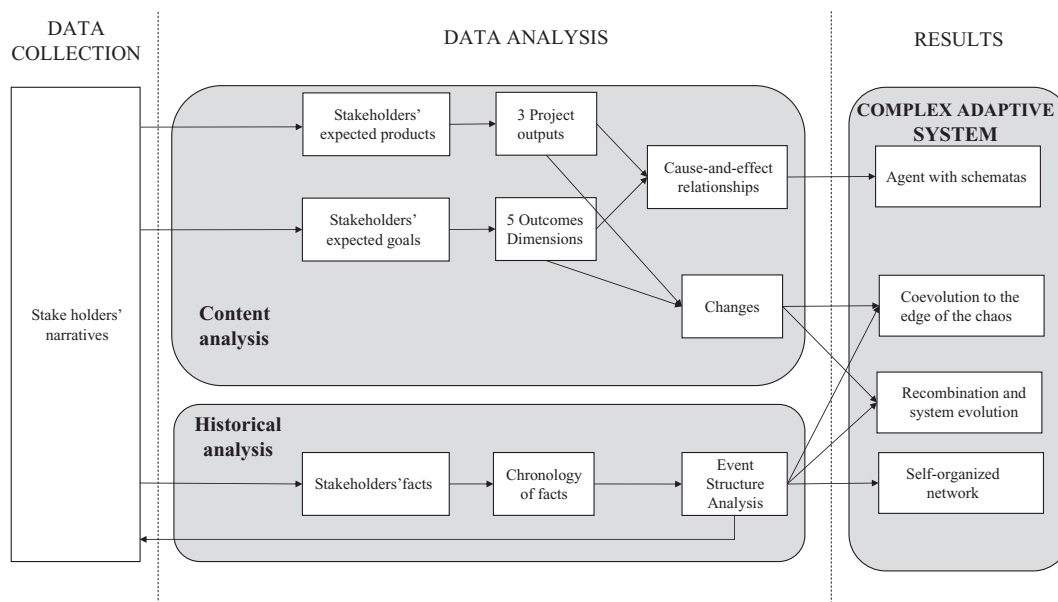 DATA
COLLECTION
DATA ANALYSIS
RESULTS
Stake holders'
narratives
Stakeholders'
expected products
3 Project
outputs
Cause-and-effect
relationships
Stakeholders'
expected goals
5 Outcomes
Dimensions
Changes
Content
analysis
Historical
analysis
Stakeholders'facts
Chronology
of facts
Event
Structure
Analysis
COMPLEX ADAPTIVE
SYSTEM
Agent with schematas
Coevolution to the
edge of the chaos
Recombination and
system evolution
Self-organized
network